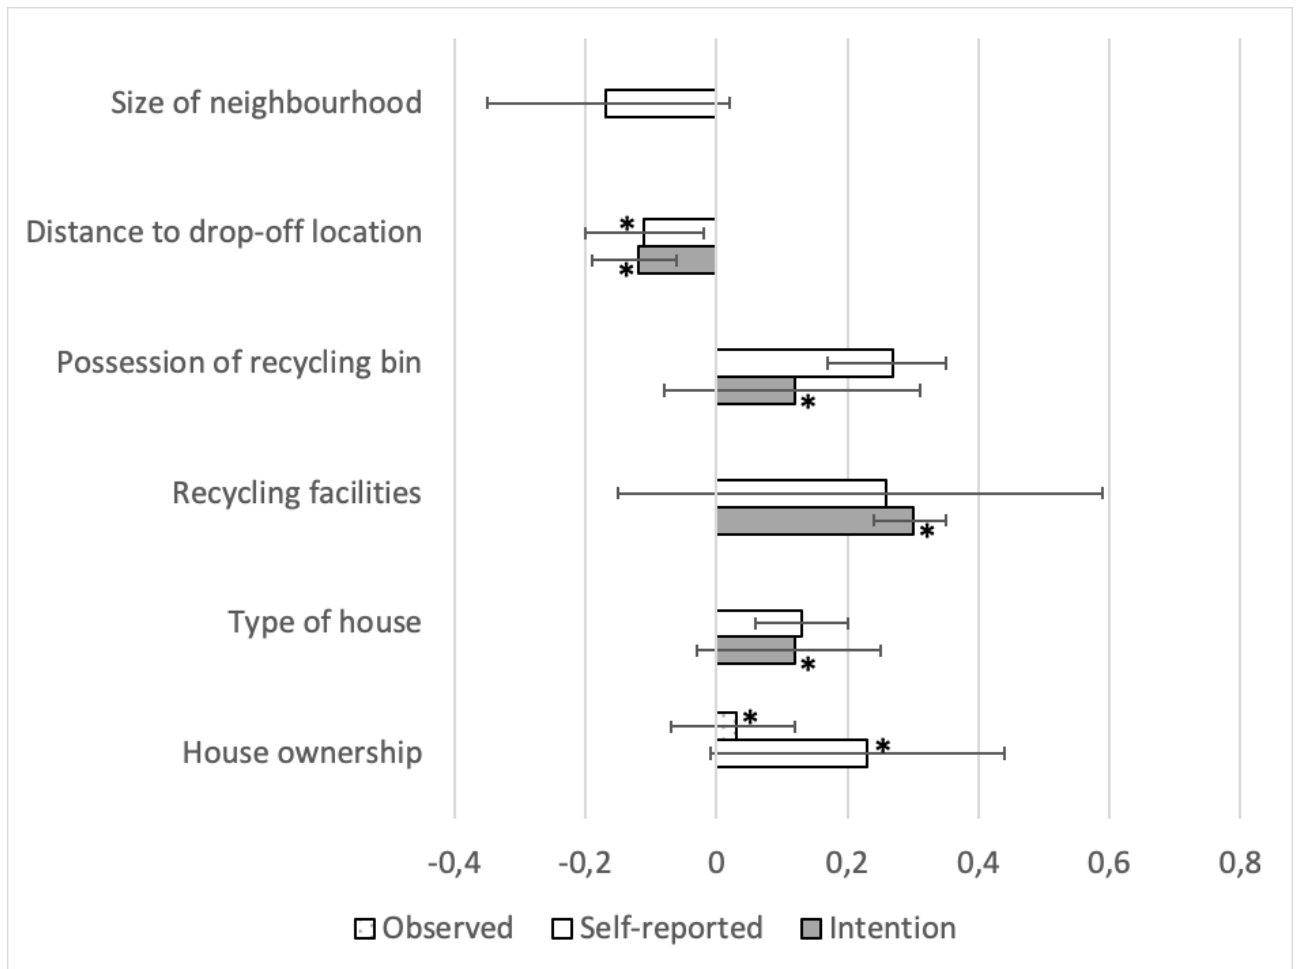 Size of neighbourhood
Distance to drop-off location
*
*
Possession of recycling bin
*
Recycling facilities
*
Type of house
*
House ownership
*
*
-0,4 -0,2 0 0,2 0,4 0,6 0,8
Observed Self-reported Intention